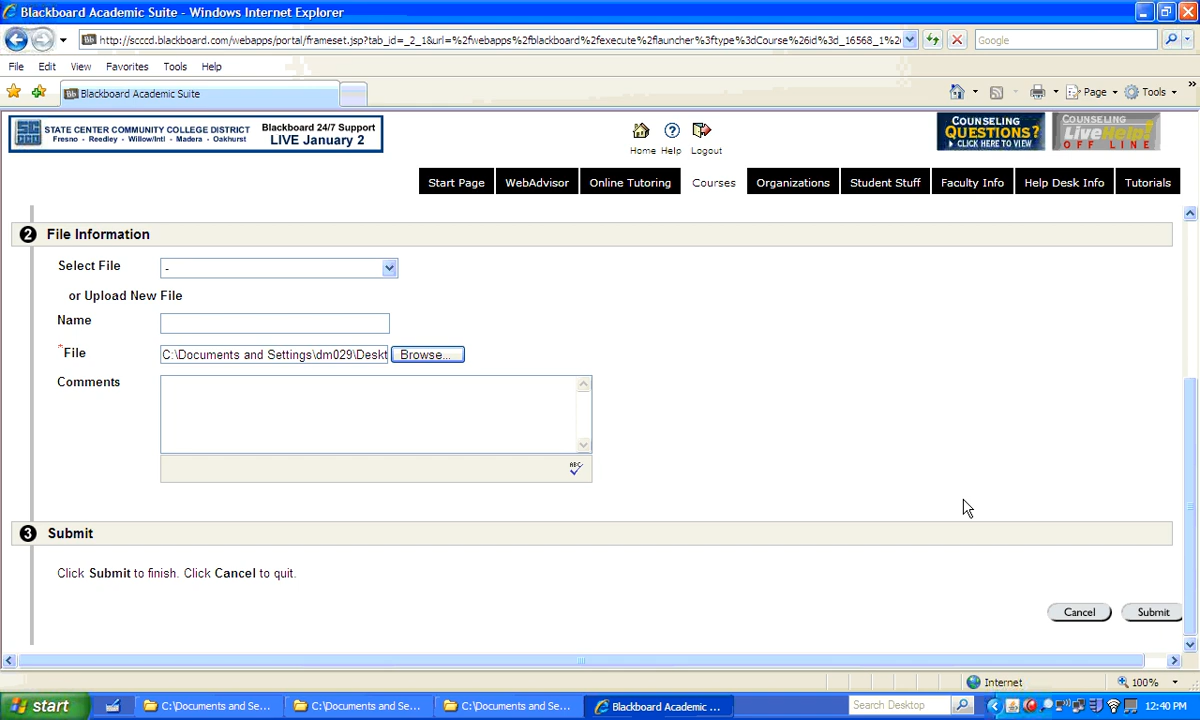 Blackboard Academic Suite - Windows Internet Explorer
http://scccd.blackboard.com/webapps/portal/frameset.jsp?tab_id=_2_1&url=%2fwebapps%2fblackboard%2fexecute%2flauncher%3ftype%3dCourse%26id%3d_16568_1%2
Google
File Edit View Favorites Tools Help
Blackboard Academic Suite
Page Tools
STATE CENTER COMMUNITY COLLEGE DISTRICT
Fresno - Reedley - Willow/Intl - Madera - Oakhurst
Blackboard 24/7 Support
LIVE January 2
Home Help Logout
COUNSELING
QUESTIONS?
CLICK HERE TO VIEW
COUNSELING
LiveHelp!
OFF LINE
Start Page WebAdvisor Online Tutoring Courses Organizations Student Stuff Faculty Info Help Desk Info Tutorials
2 File Information
Select File -
or Upload New File
Name
*File C:\Documents and Settings\dm029\Deskt Browse...
Comments
ABC
3 Submit
Click Submit to finish. Click Cancel to quit.
Cancel Submit
Internet 100%
start C:\Documents and Se... C:\Documents and Se... C:\Documents and Se... Blackboard Academic ... Search Desktop 12:40 PM